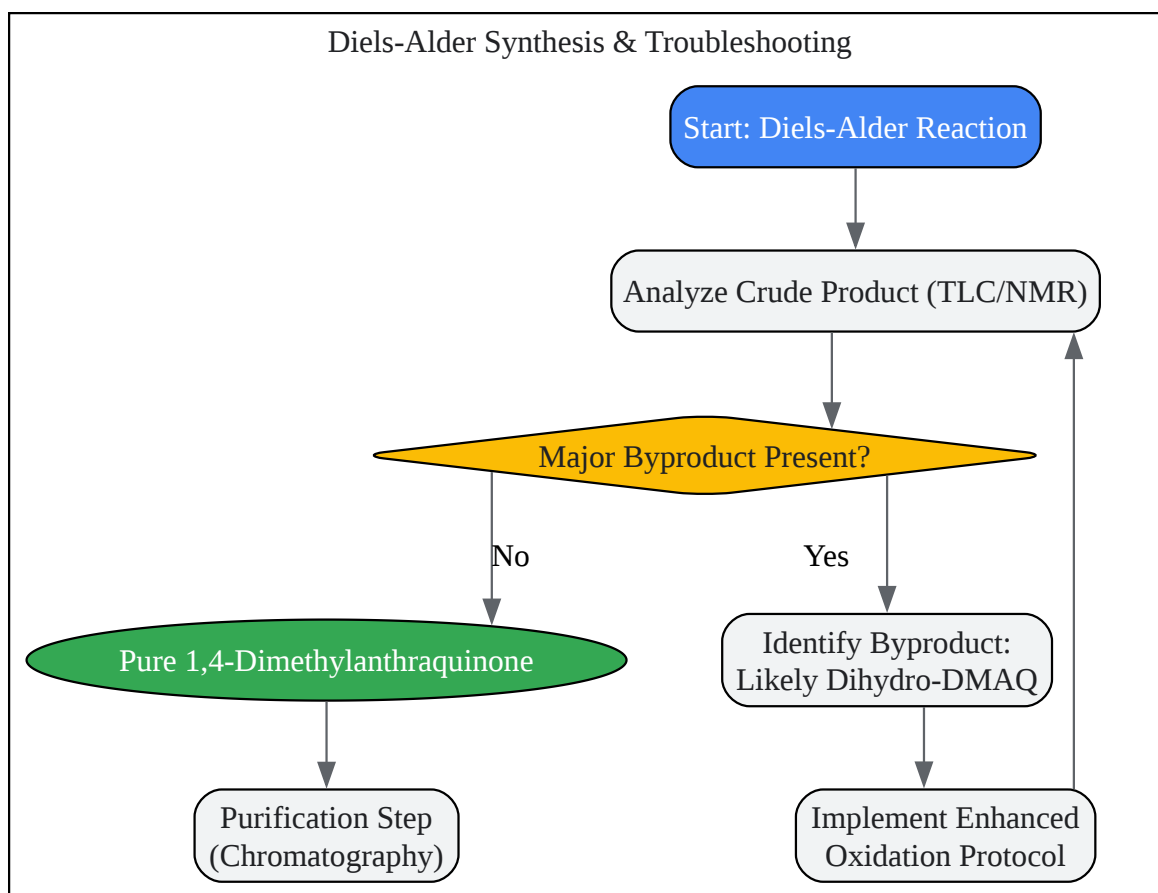 Diels-Alder Synthesis & Troubleshooting
Start: Diels-Alder Reaction
Analyze Crude Product (TLC/NMR)
Major Byproduct Present?
No
Yes
Pure 1,4-Dimethylanthraquinone
Identify Byproduct:
Likely Dihydro-DMAQ
Purification Step
(Chromatography)
Implement Enhanced
Oxidation Protocol